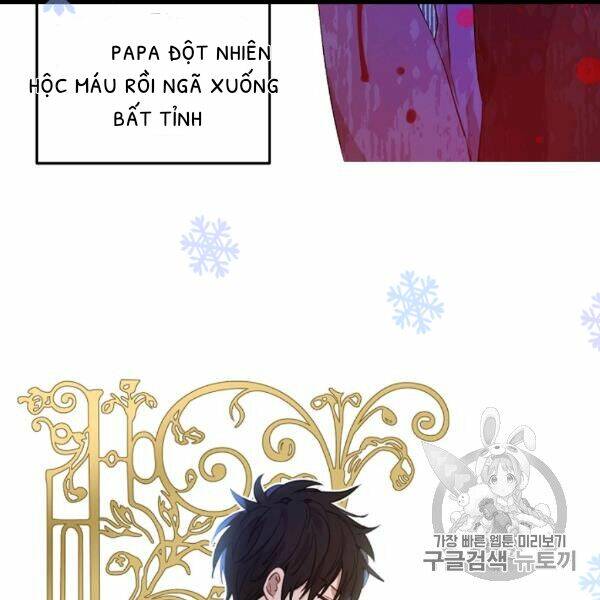 PAPA ĐỘT NHIÊN
HỘC MÁU RỒI NGÃ XUỐNG
BẤT TỈNH
가장 빠른 웹툰 미리보기
구글검색 뉴토끼